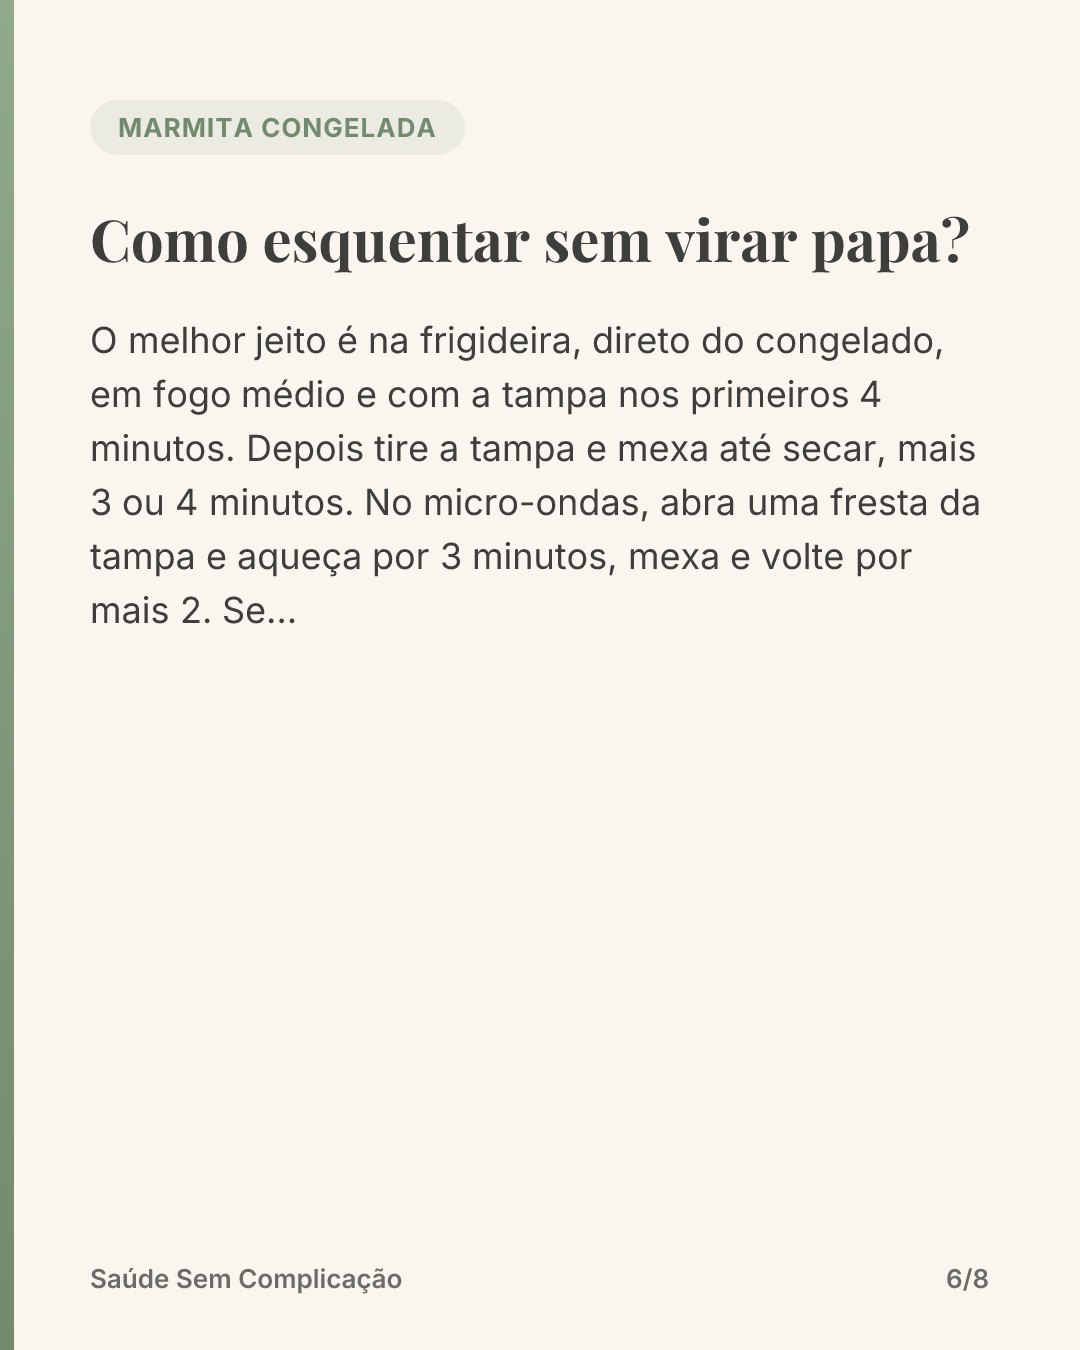 MARMITA CONGELADA
Como esquentar sem virar papa?
O melhor jeito é na frigideira, direto do congelado,
em fogo médio e com a tampa nos primeiros 4
minutos. Depois tire a tampa e mexa até secar, mais
3 ou 4 minutos. No micro-ondas, abra uma fresta da
tampa e aqueça por 3 minutos, mexa e volte por
mais 2. Se...
Saúde Sem Complicação
6/8